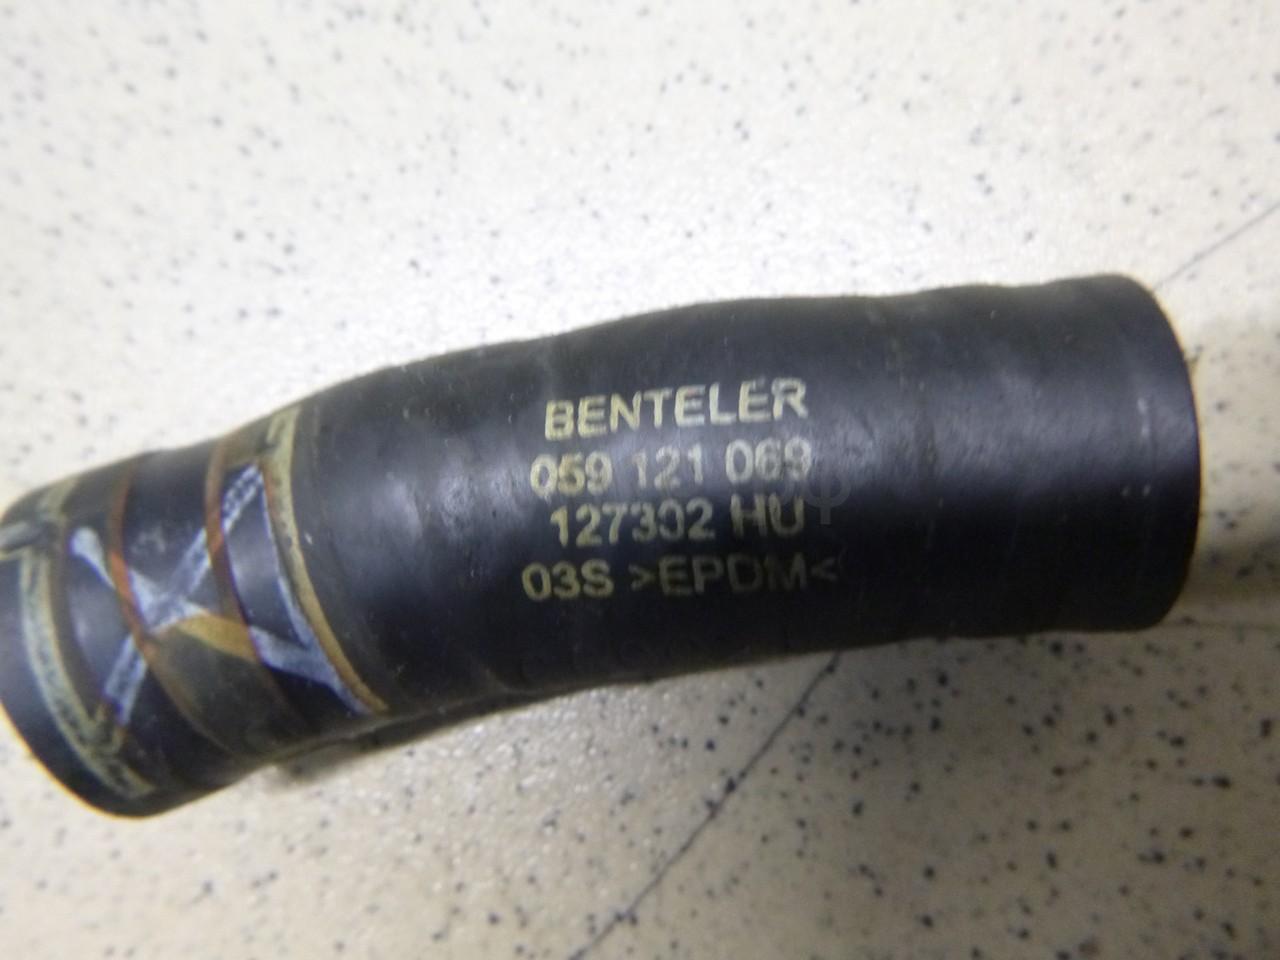 BENTELER
059 121 069
127302 HU
03S >EPDM<